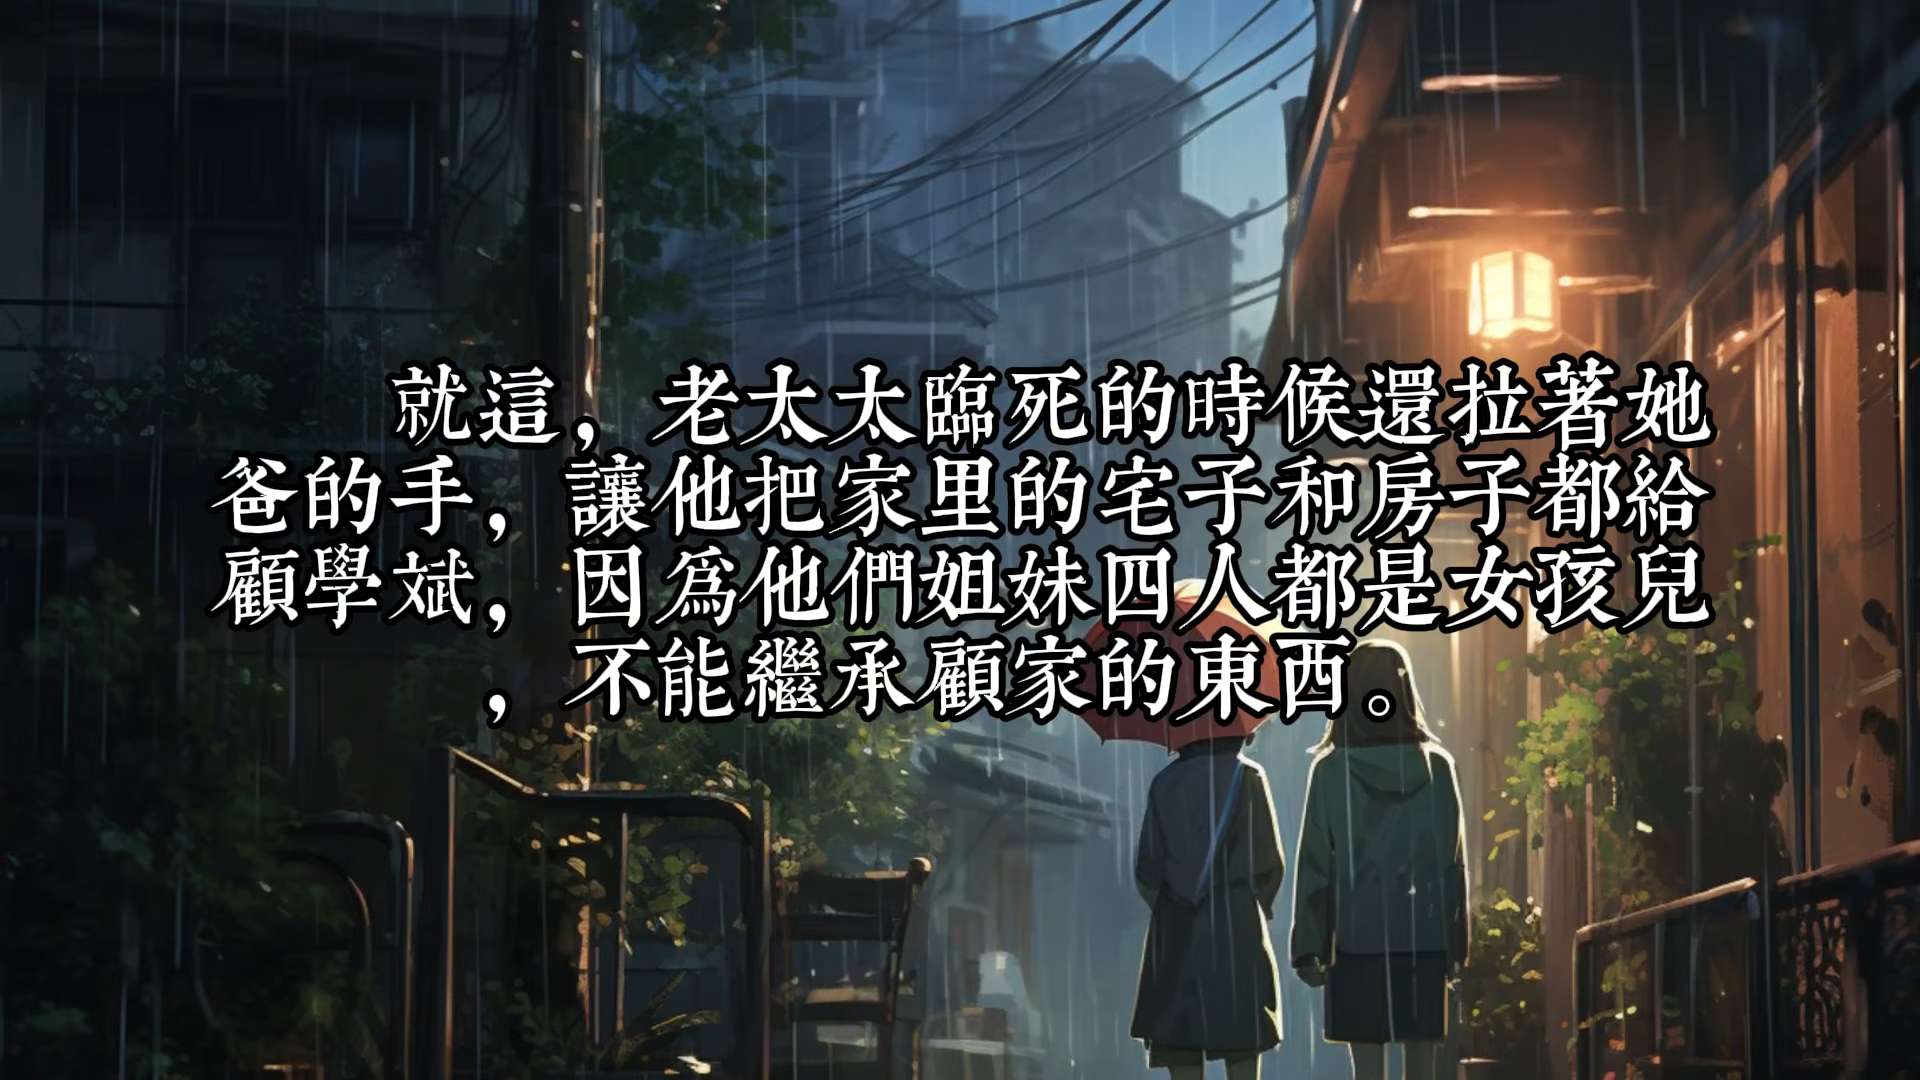 就這，老太太臨死的時候還拉著她
爸的手，讓他把家里的宅子和房子都給
顧學斌，因爲他們姐妹四人都是女孩兒
，不能繼承顧家的東西。